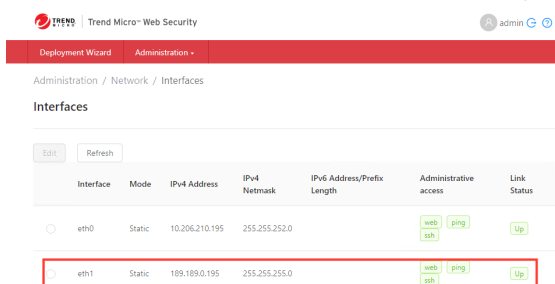 TREND MICRO Trend Micro™ Web Security admin
Deployment Wizard Administration
Administration / Network / Interfaces
Interfaces
Edit Refresh
Interface Mode IPv4 Address IPv4 Netmask IPv6 Address/Prefix Length Administrative access Link Status
eth0 Static 10.206.210.195 255.255.252.0 web ping ssh Up
eth1 Static 189.189.0.195 255.255.255.0 web ping ssh Up